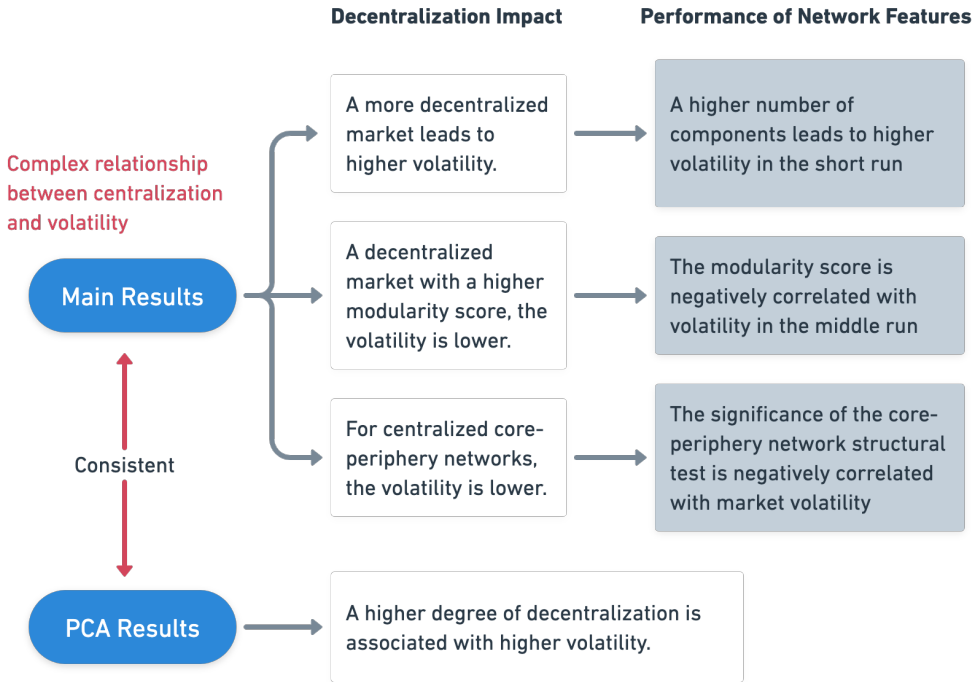 Decentralization Impact
Performance of Network Features
A more decentralized
market leads to
higher volatility.
A higher number of
components leads to higher
volatility in the short run
Complex relationship
between centralization
and volatility
Main Results
A decentralized
market with a higher
modularity score, the
volatility is lower.
The modularity score is
negatively correlated with
volatility in the middle run
For centralized core-
periphery networks,
the volatility is lower.
The significance of the core-
periphery network structural
test is negatively correlated
with market volatility
Consistent
PCA Results
A higher degree of decentralization is
associated with higher volatility.